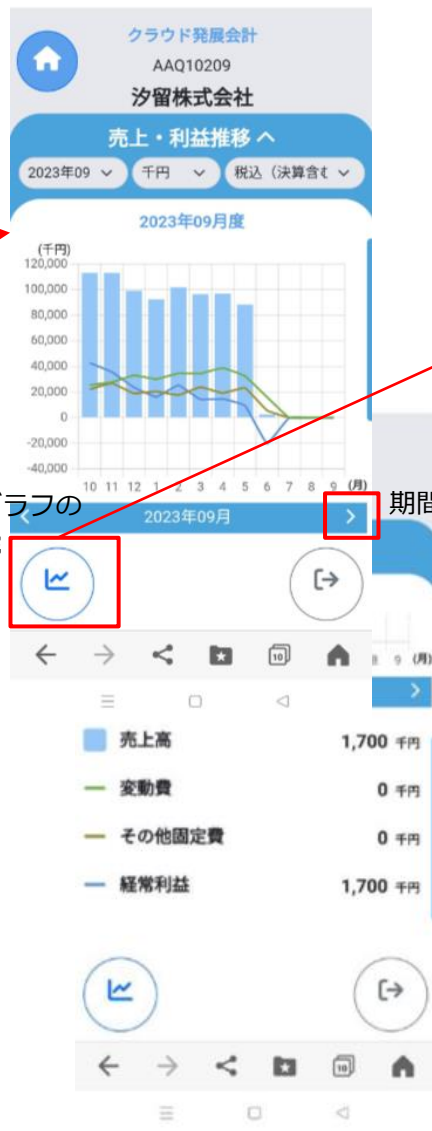 クラウド発展会計
AAQ10209
汐留株式会社
売上・利益推移
2023年09
千円
税込（決算含む
2023年09月度
(千円)
120,000
100,000
80,000
60,000
40,000
20,000
0
-20,000
-40,000
10 11 12 1 2 3 4 5 6 7 8 9 (月)
グラフの
期間
2023年09月
10
8 9 (月)
売上高 1,700 千円
変動費 0 千円
その他固定費 0 千円
経常利益 1,700 千円
10